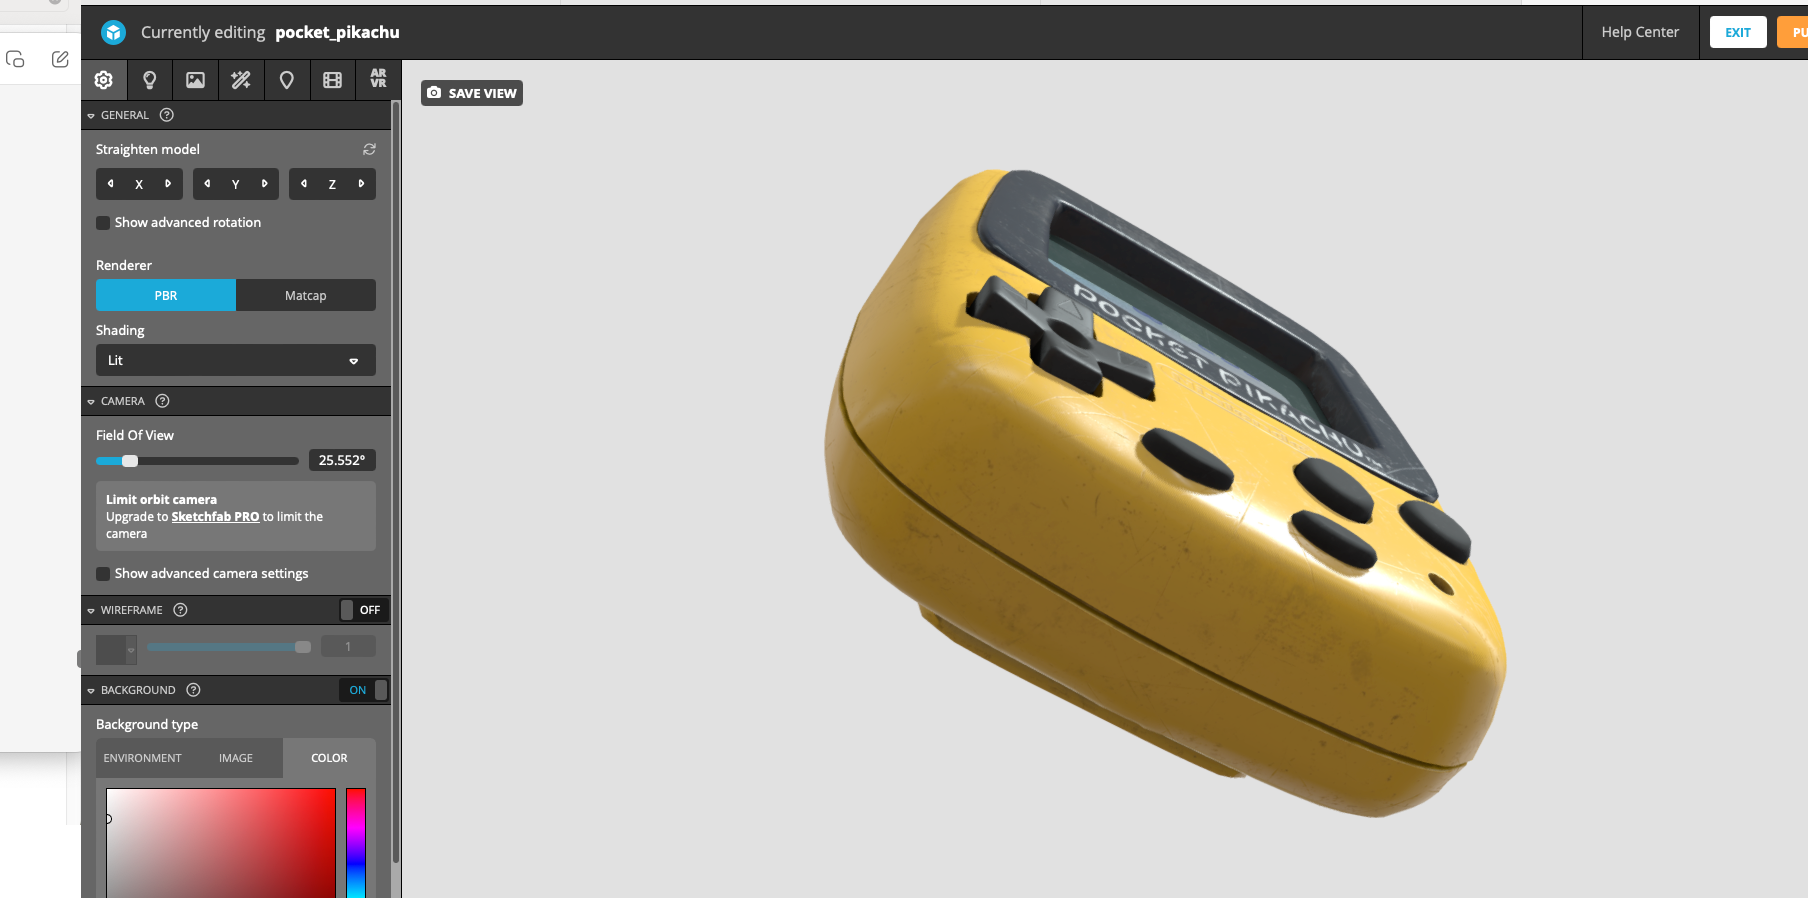 Currently editing pocket_pikachu
Help Center
EXIT
PU
AR
VR
SAVE VIEW
GENERAL ?
Straighten model
X
Y
Z
Show advanced rotation
Renderer
PBR
Matcap
Shading
Lit
CAMERA ?
Field Of View
25.552°
Limit orbit camera
Upgrade to Sketchfab PRO to limit the
camera
Show advanced camera settings
WIREFRAME ?
OFF
1
BACKGROUND ?
ON
Background type
ENVIRONMENT
IMAGE
COLOR
POCKET PIKACHU